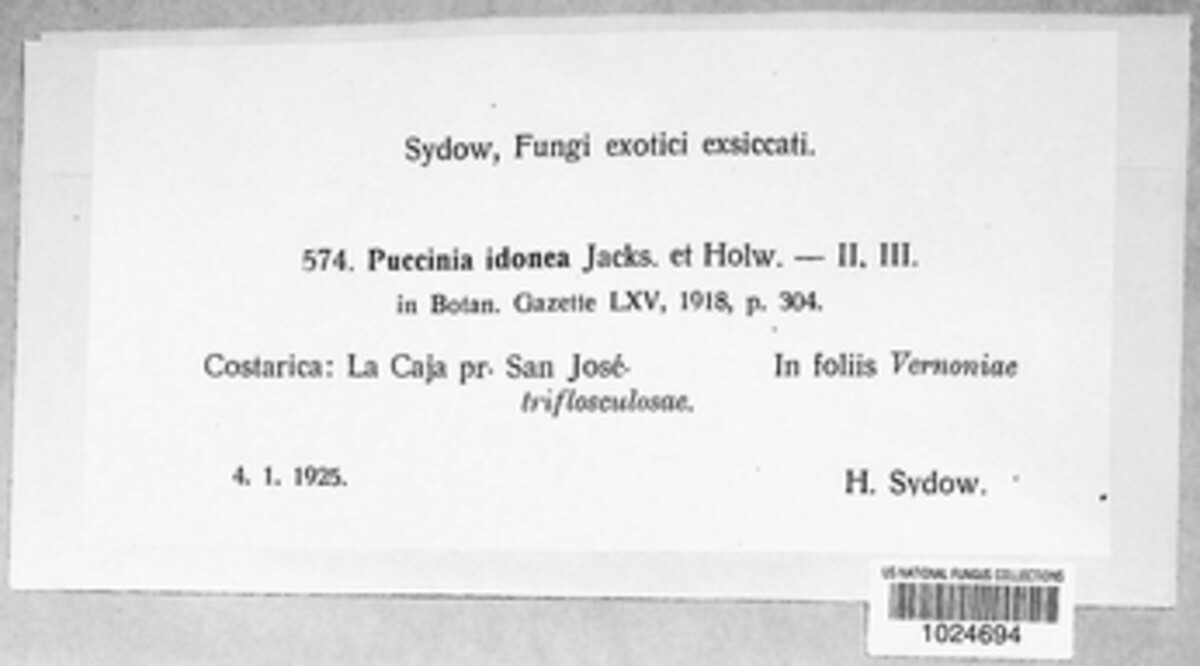 Sydow, Fungi exotici exsiccati.
574. Puccinia idonea Jacks. et Holw. — II. III.
in Botan. Gazette LXV, 1918, p. 304.
Costarica: La Caja pr. San José. In foliis Vernoniae
triflosculosae.
4. 1. 1925. H. Sydow.
US NATIONAL FUNGUS COLLECTIONS
1024694